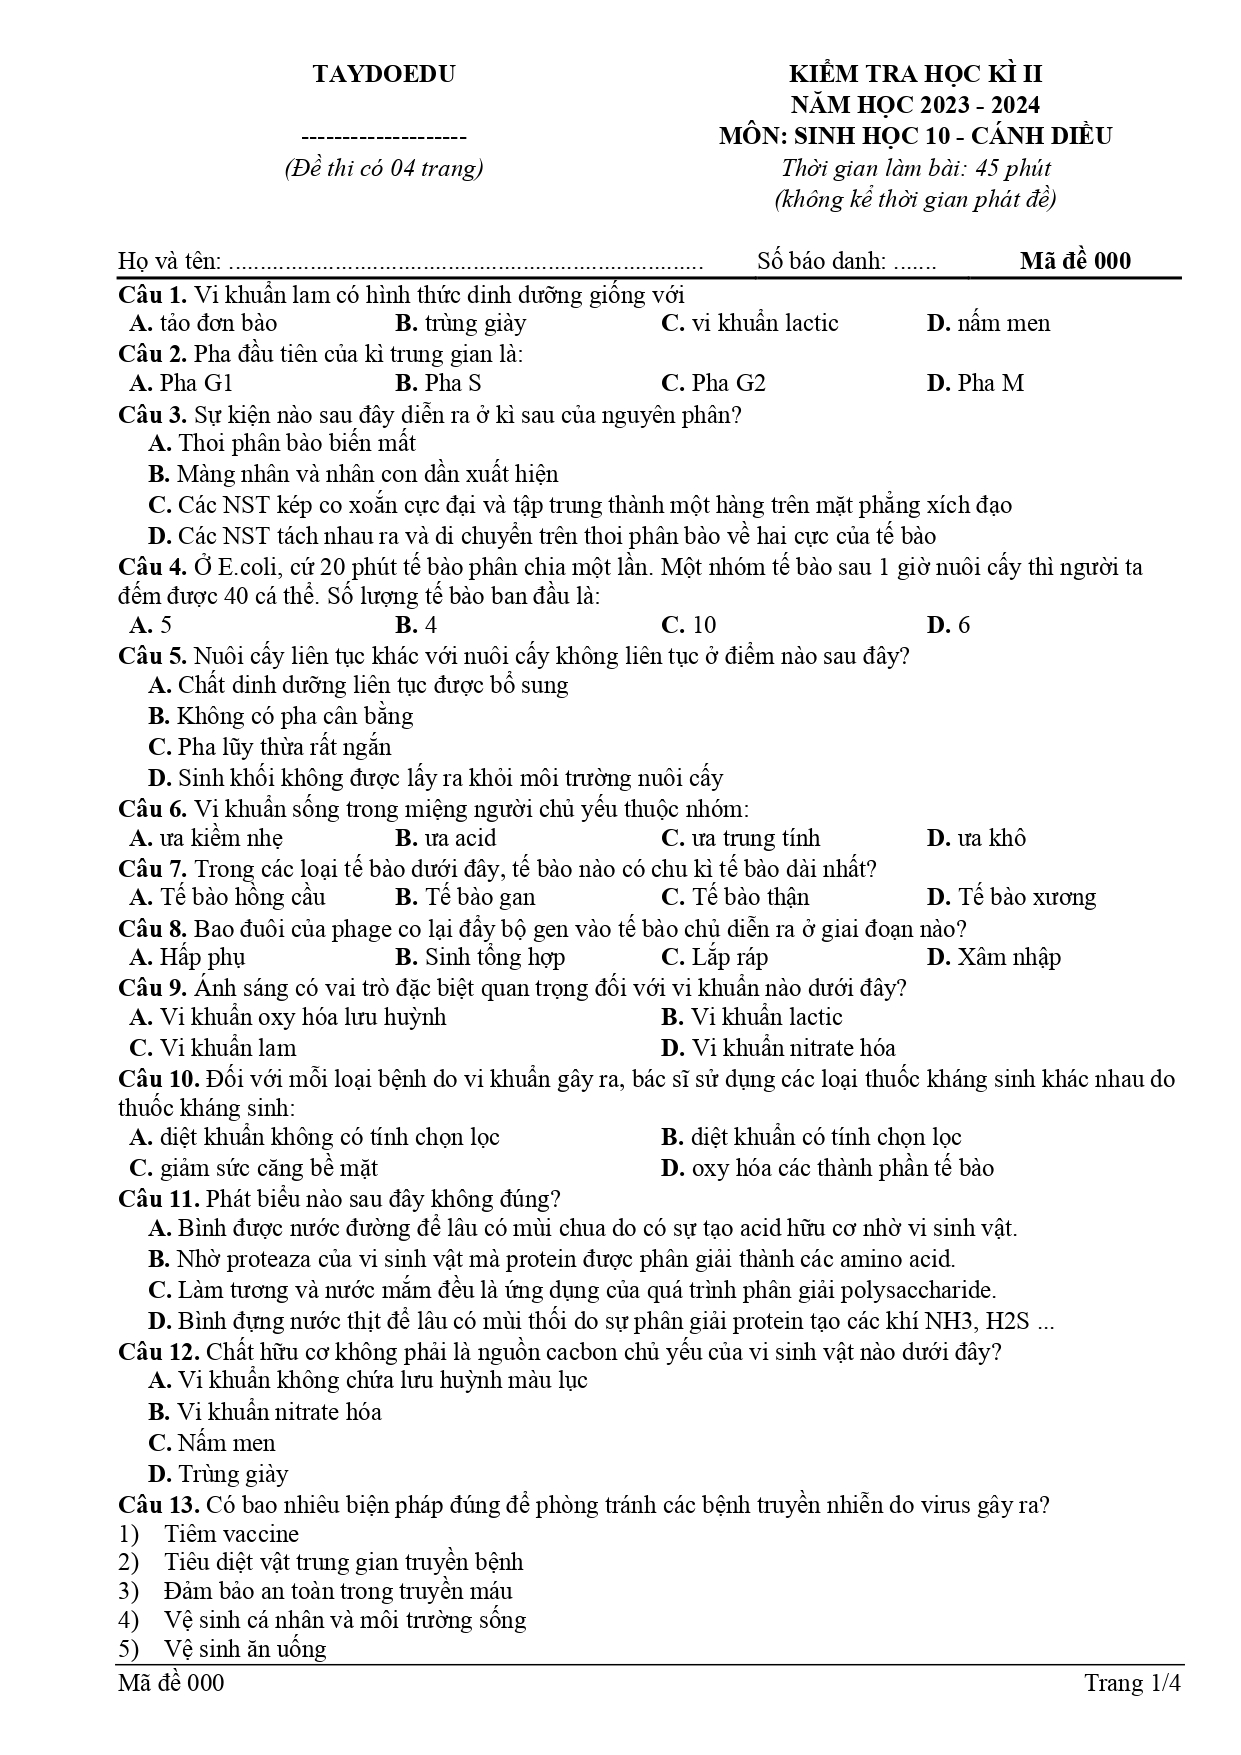 TAYDOEDU
--------------------
(Đề thi có 04 trang)
KIỂM TRA HỌC KÌ II
NĂM HỌC 2023 - 2024
MÔN: SINH HỌC 10 - CÁNH DIỀU
Thời gian làm bài: 45 phút
(không kể thời gian phát đề)
Họ và tên: ............................................................................ Số báo danh: ....... Mã đề 000
Câu 1. Vi khuẩn lam có hình thức dinh dưỡng giống với
A. tảo đơn bào B. trùng giày C. vi khuẩn lactic D. nấm men
Câu 2. Pha đầu tiên của kì trung gian là:
A. Pha G1 B. Pha S C. Pha G2 D. Pha M
Câu 3. Sự kiện nào sau đây diễn ra ở kì sau của nguyên phân?
A. Thoi phân bào biến mất
B. Màng nhân và nhân con dần xuất hiện
C. Các NST kép co xoắn cực đại và tập trung thành một hàng trên mặt phẳng xích đạo
D. Các NST tách nhau ra và di chuyển trên thoi phân bào về hai cực của tế bào
Câu 4. Ở E.coli, cứ 20 phút tế bào phân chia một lần. Một nhóm tế bào sau 1 giờ nuôi cấy thì người ta
đếm được 40 cá thể. Số lượng tế bào ban đầu là:
A. 5 B. 4 C. 10 D. 6
Câu 5. Nuôi cấy liên tục khác với nuôi cấy không liên tục ở điểm nào sau đây?
A. Chất dinh dưỡng liên tục được bổ sung
B. Không có pha cân bằng
C. Pha lũy thừa rất ngắn
D. Sinh khối không được lấy ra khỏi môi trường nuôi cấy
Câu 6. Vi khuẩn sống trong miệng người chủ yếu thuộc nhóm:
A. ưa kiềm nhẹ B. ưa acid C. ưa trung tính D. ưa khô
Câu 7. Trong các loại tế bào dưới đây, tế bào nào có chu kì tế bào dài nhất?
A. Tế bào hồng cầu B. Tế bào gan C. Tế bào thận D. Tế bào xương
Câu 8. Bao đuôi của phage co lại đẩy bộ gen vào tế bào chủ diễn ra ở giai đoạn nào?
A. Hấp phụ B. Sinh tổng hợp C. Lắp ráp D. Xâm nhập
Câu 9. Ánh sáng có vai trò đặc biệt quan trọng đối với vi khuẩn nào dưới đây?
A. Vi khuẩn oxy hóa lưu huỳnh B. Vi khuẩn lactic
C. Vi khuẩn lam D. Vi khuẩn nitrate hóa
Câu 10. Đối với mỗi loại bệnh do vi khuẩn gây ra, bác sĩ sử dụng các loại thuốc kháng sinh khác nhau do
thuốc kháng sinh:
A. diệt khuẩn không có tính chọn lọc B. diệt khuẩn có tính chọn lọc
C. giảm sức căng bề mặt D. oxy hóa các thành phần tế bào
Câu 11. Phát biểu nào sau đây không đúng?
A. Bình được nước đường để lâu có mùi chua do có sự tạo acid hữu cơ nhờ vi sinh vật.
B. Nhờ proteaza của vi sinh vật mà protein được phân giải thành các amino acid.
C. Làm tương và nước mắm đều là ứng dụng của quá trình phân giải polysaccharide.
D. Bình đựng nước thịt để lâu có mùi thối do sự phân giải protein tạo các khí NH3, H2S ...
Câu 12. Chất hữu cơ không phải là nguồn cacbon chủ yếu của vi sinh vật nào dưới đây?
A. Vi khuẩn không chứa lưu huỳnh màu lục
B. Vi khuẩn nitrate hóa
C. Nấm men
D. Trùng giày
Câu 13. Có bao nhiêu biện pháp đúng để phòng tránh các bệnh truyền nhiễn do virus gây ra?
1) Tiêm vaccine
2) Tiêu diệt vật trung gian truyền bệnh
3) Đảm bảo an toàn trong truyền máu
4) Vệ sinh cá nhân và môi trường sống
5) Vệ sinh ăn uống
Mã đề 000 Trang 1/4